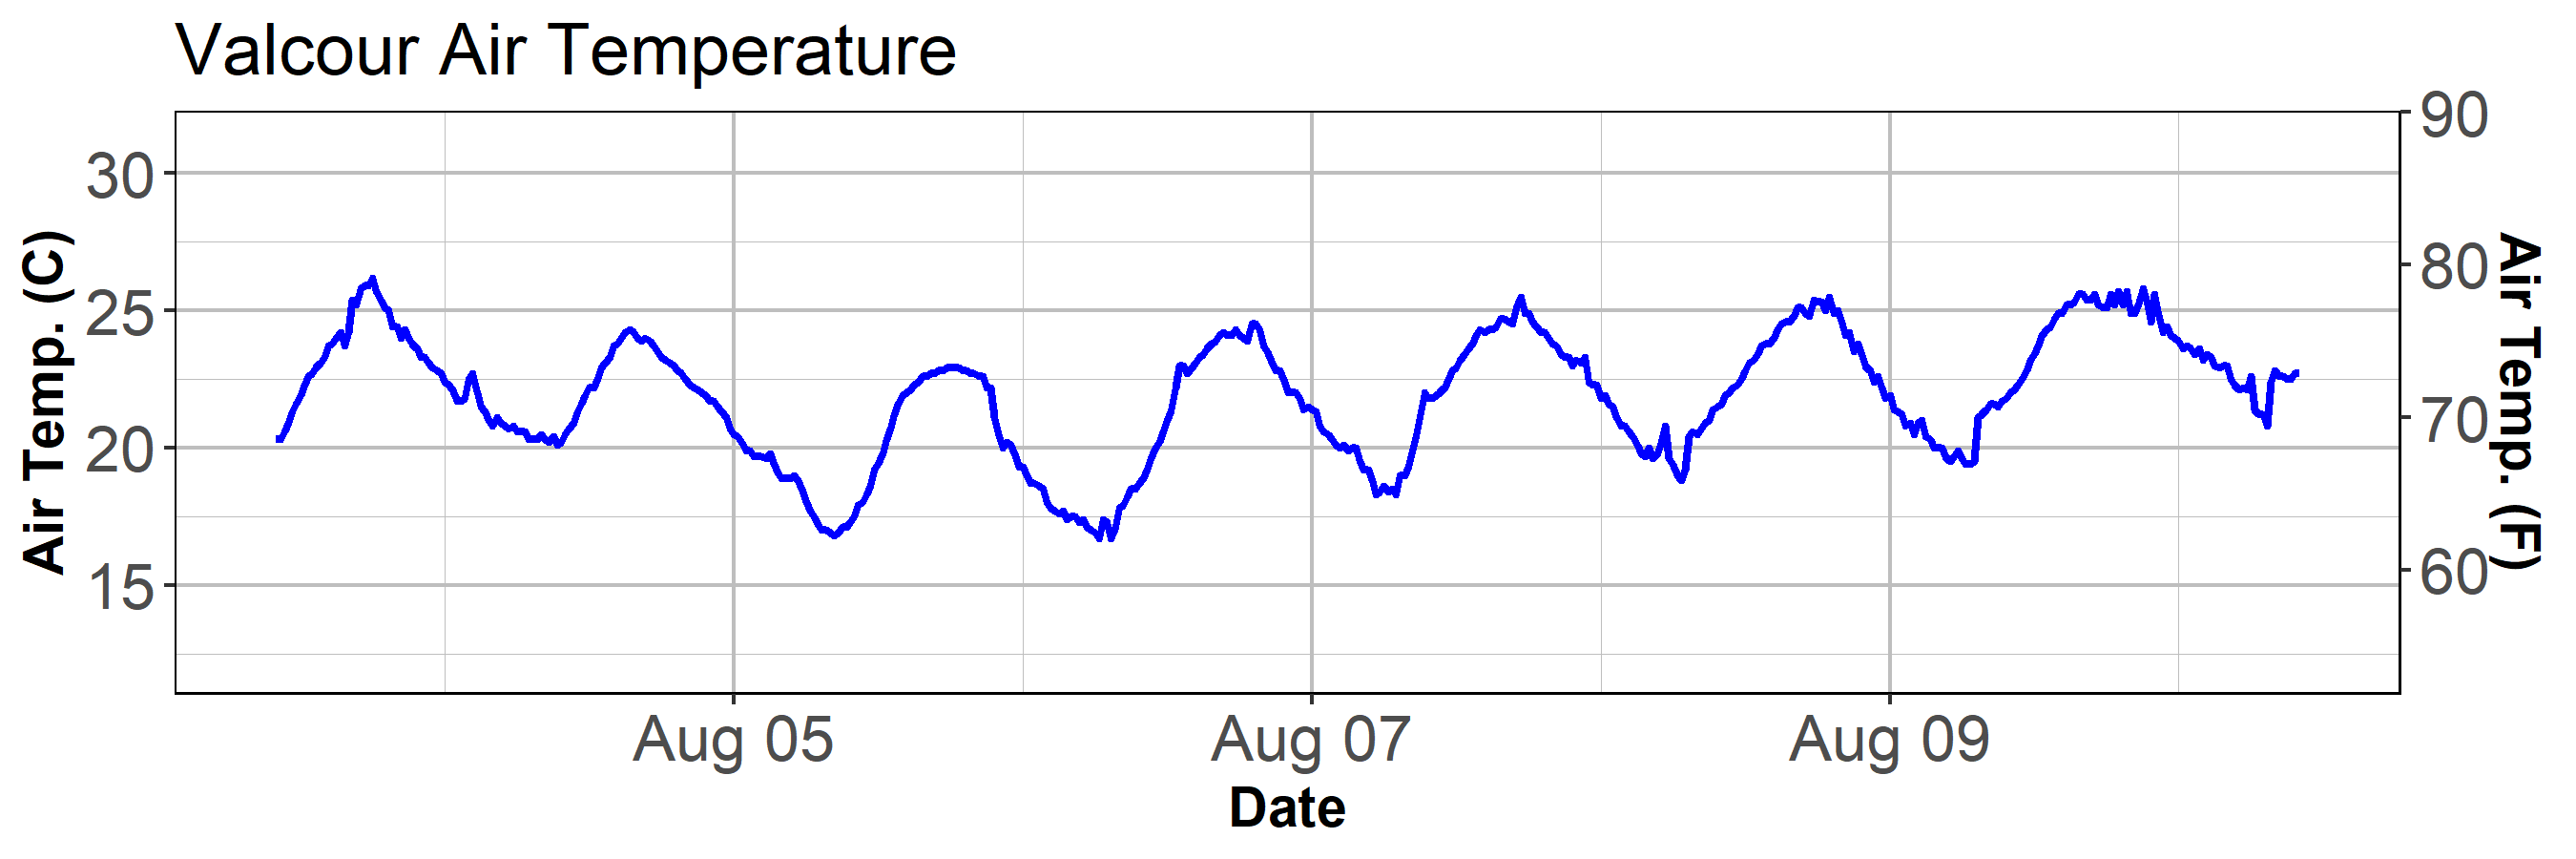 Valcour Air Temperature
Air Temp. (C)
30
25
20
15
90
80
70
60
Air Temp. (F)
Aug 05
Aug 07
Aug 09
Date